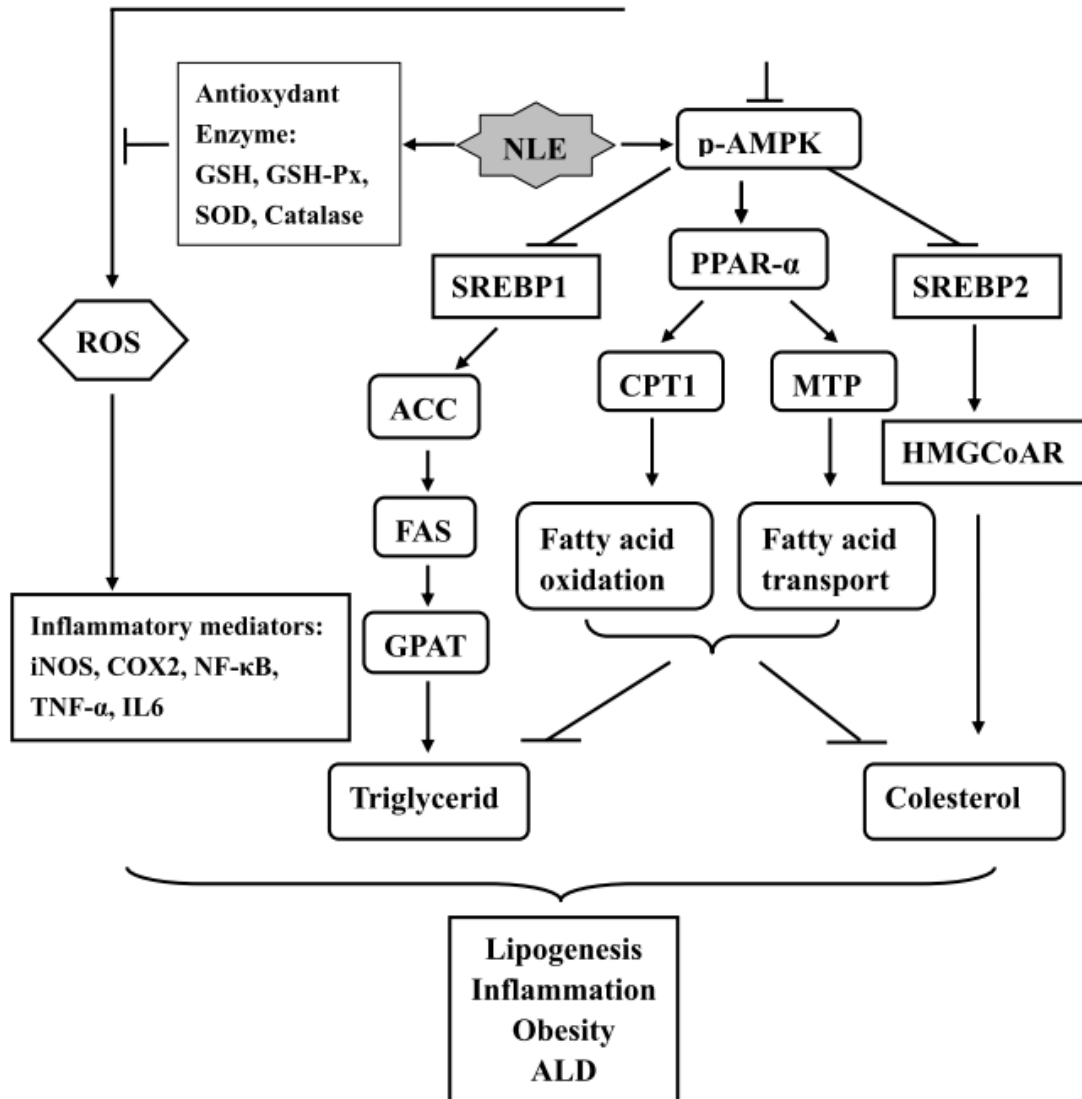 Antioxydant
Enzyme:
GSH, GSH-Px,
SOD, Catalase
NLE
p-AMPK
SREBP1
PPAR-α
SREBP2
ROS
ACC
CPT1
MTP
HMGCoAR
FAS
Fatty acid
oxidation
Fatty acid
transport
Inflammatory mediators:
iNOS, COX2, NF-κB,
TNF-α, IL6
GPAT
Triglycerid
Colesterol
Lipogenesis
Inflammation
Obesity
ALD